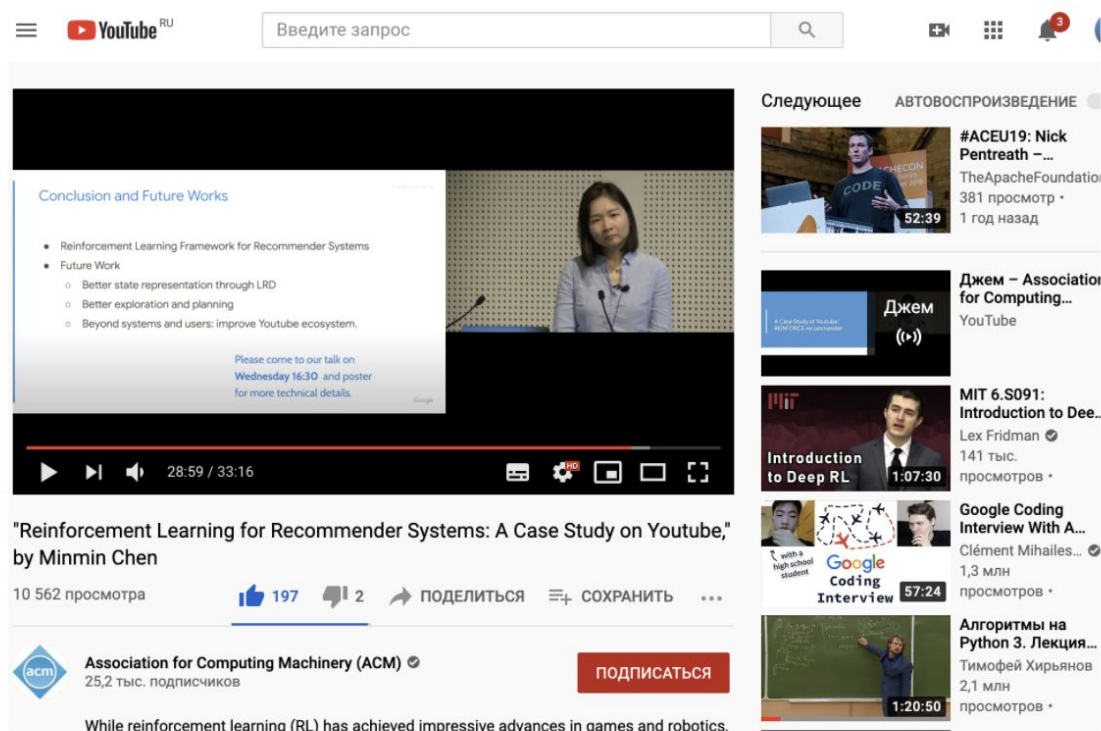 YouTube RU
Введите запрос
3
Conclusion and Future Works
Reinforcement Learning Framework for Recommender Systems
Future Work
Better state representation through LRD
Better exploration and planning
Beyond systems and users: improve Youtube ecosystem.
Please come to our talk on
Wednesday 16:30 and poster
for more technical details.
Google
28:59 / 33:16
HD
"Reinforcement Learning for Recommender Systems: A Case Study on Youtube,"
by Minmin Chen
10 562 просмотра
197
2
ПОДЕЛИТЬСЯ
СОХРАНИТЬ
acm
Association for Computing Machinery (ACM)
25,2 тыс. подписчиков
ПОДПИСАТЬСЯ
While reinforcement learning (RL) has achieved impressive advances in games and robotics,
Следующее
АВТОВОСПРОИЗВЕДЕНИЕ
CODE
52:39
#ACEU19: Nick
Pentreath –...
TheApacheFoundatio
381 просмотр •
1 год назад
A Case Study on Youtube:
REINFORCE recommender
Джем
Джем – Association
for Computing...
YouTube
MIT
Introduction
to Deep RL
1:07:30
MIT 6.S091:
Introduction to Dee...
Lex Fridman
141 тыс.
просмотров •
with a
high school
student
Google
Coding
Interview
57:24
Google Coding
Interview With A...
Clément Mihailes...
1,3 млн
просмотров •
1:20:50
Алгоритмы на
Python 3. Лекция...
Тимофей Хирьянов
2,1 млн
просмотров •